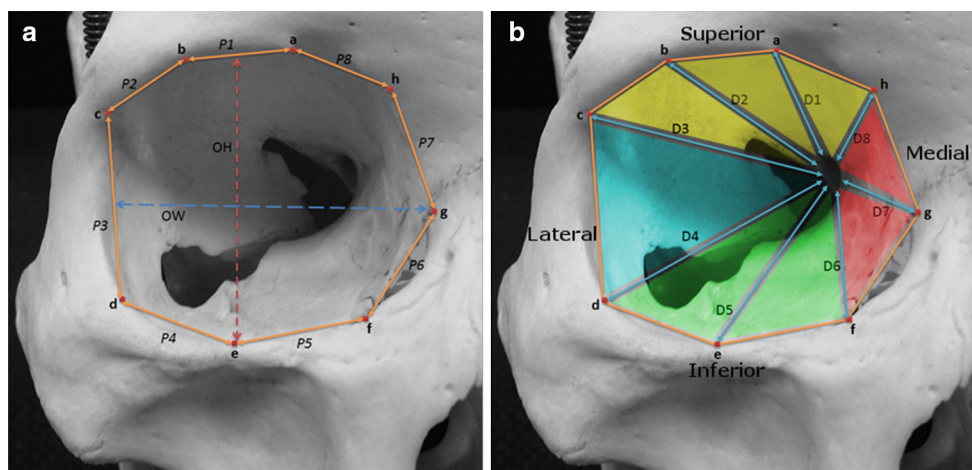 a
P1
a
b
P8
P2
h
c
OH
P7
P3
OW
g
P6
d
f
P4
P5
e
b
Superior
a
b
h
D2
D1
c
D3
D8
Medial
D7
g
Lateral
D4
D6
d
D5
f
e
Inferior